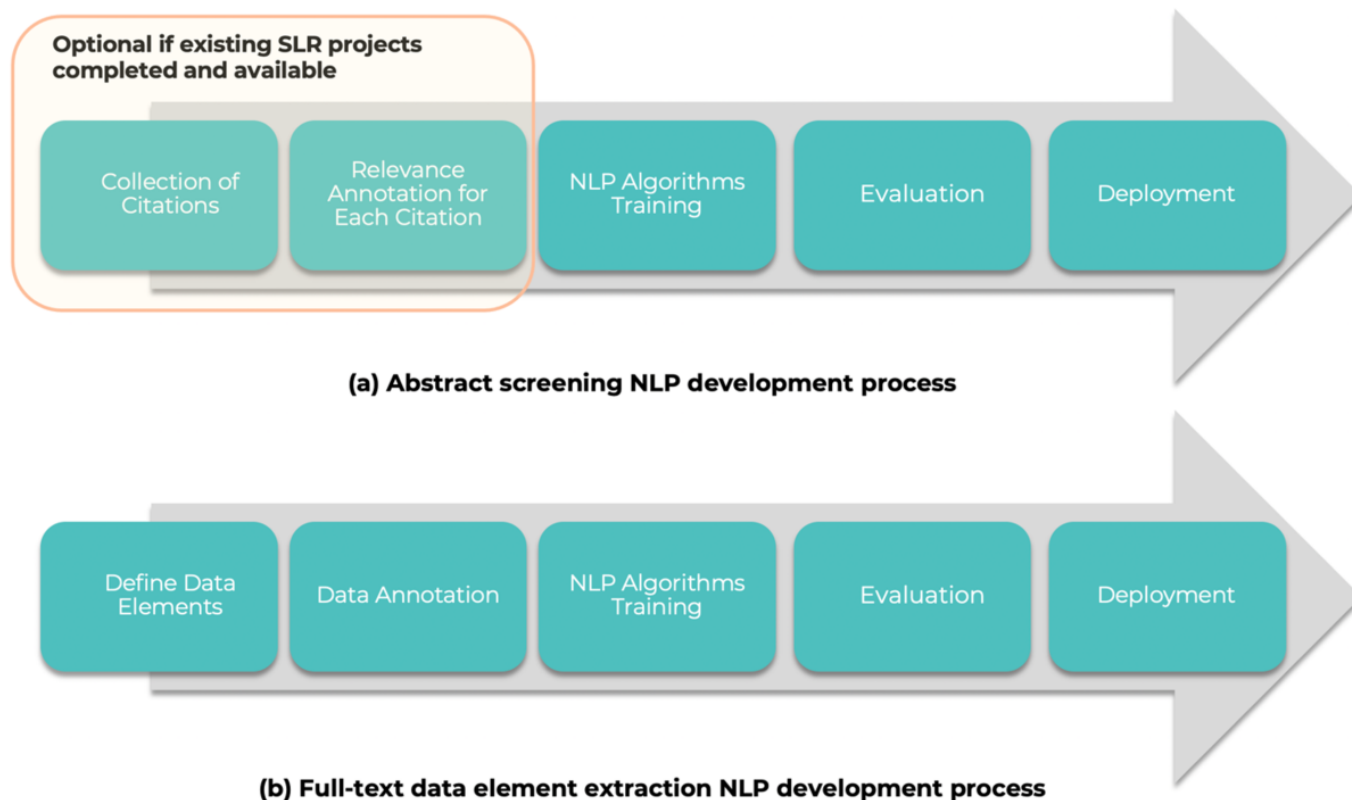 Optional if existing SLR projects
completed and available
Collection of
Citations
Relevance
Annotation for
Each Citation
NLP Algorithms
Training
Evaluation
Deployment
(a) Abstract screening NLP development process
Define Data
Elements
Data Annotation
NLP Algorithms
Training
Evaluation
Deployment
(b) Full-text data element extraction NLP development process